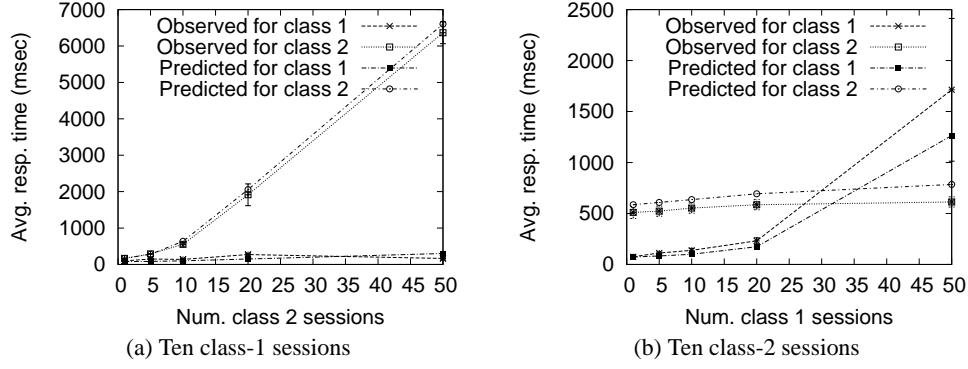 Avg. resp. time (msec)
7000
6000
5000
4000
3000
2000
1000
0
Observed for class 1
Observed for class 2
Predicted for class 1
Predicted for class 2
0 5 10 15 20 25 30 35 40 45 50
Num. class 2 sessions
(a) Ten class-1 sessions
Avg. resp. time (msec)
2500
2000
1500
1000
500
0
Observed for class 1
Observed for class 2
Predicted for class 1
Predicted for class 2
0 5 10 15 20 25 30 35 40 45 50
Num. class 1 sessions
(b) Ten class-2 sessions